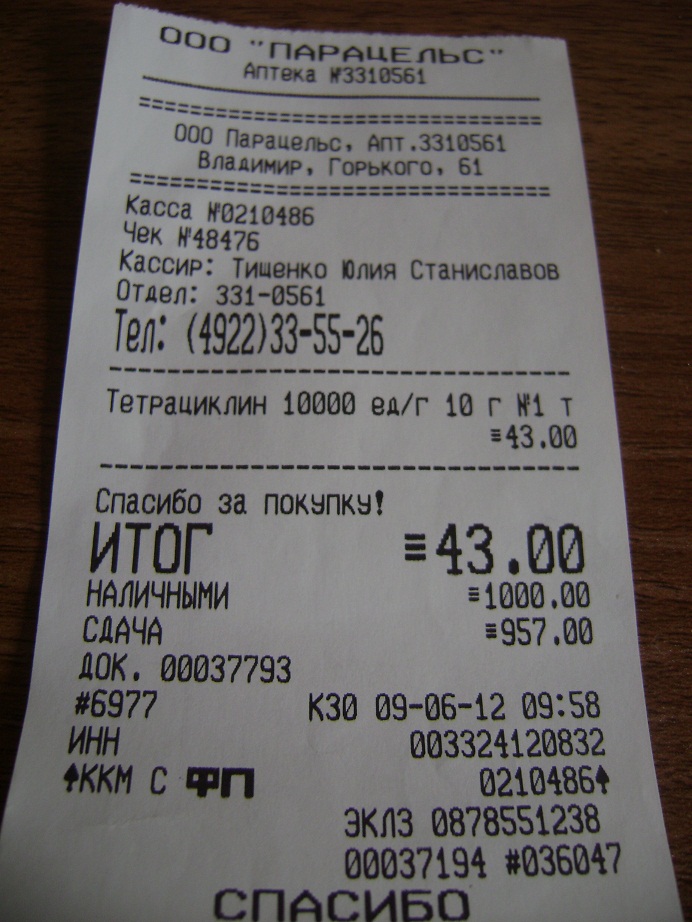 ООО "ПАРАЦЕЛЬС"
Аптека №3310561
========================================
ООО Парацельс, Апт.3310561
Владимир, Горького, 61
========================================
Касса №0210486
Чек №48476
Кассир: Тищенко Юлия Станиславов
Отдел: 331-0561
Тел: (4922)33-55-26
----------------------------------------
Тетрациклин 10000 ед/г 10 г №1 т
≡43.00
----------------------------------------
Спасибо за покупку!
ИТОГ ≡43.00
НАЛИЧНЫМИ ≡1000.00
СДАЧА ≡957.00
ДОК. 00037793
#6977 К30 09-06-12 09:58
ИНН 003324120832
↑ККМ С ФП 0210486↑
ЭКЛЗ 0878551238
00037194 #036047
СПАСИБО